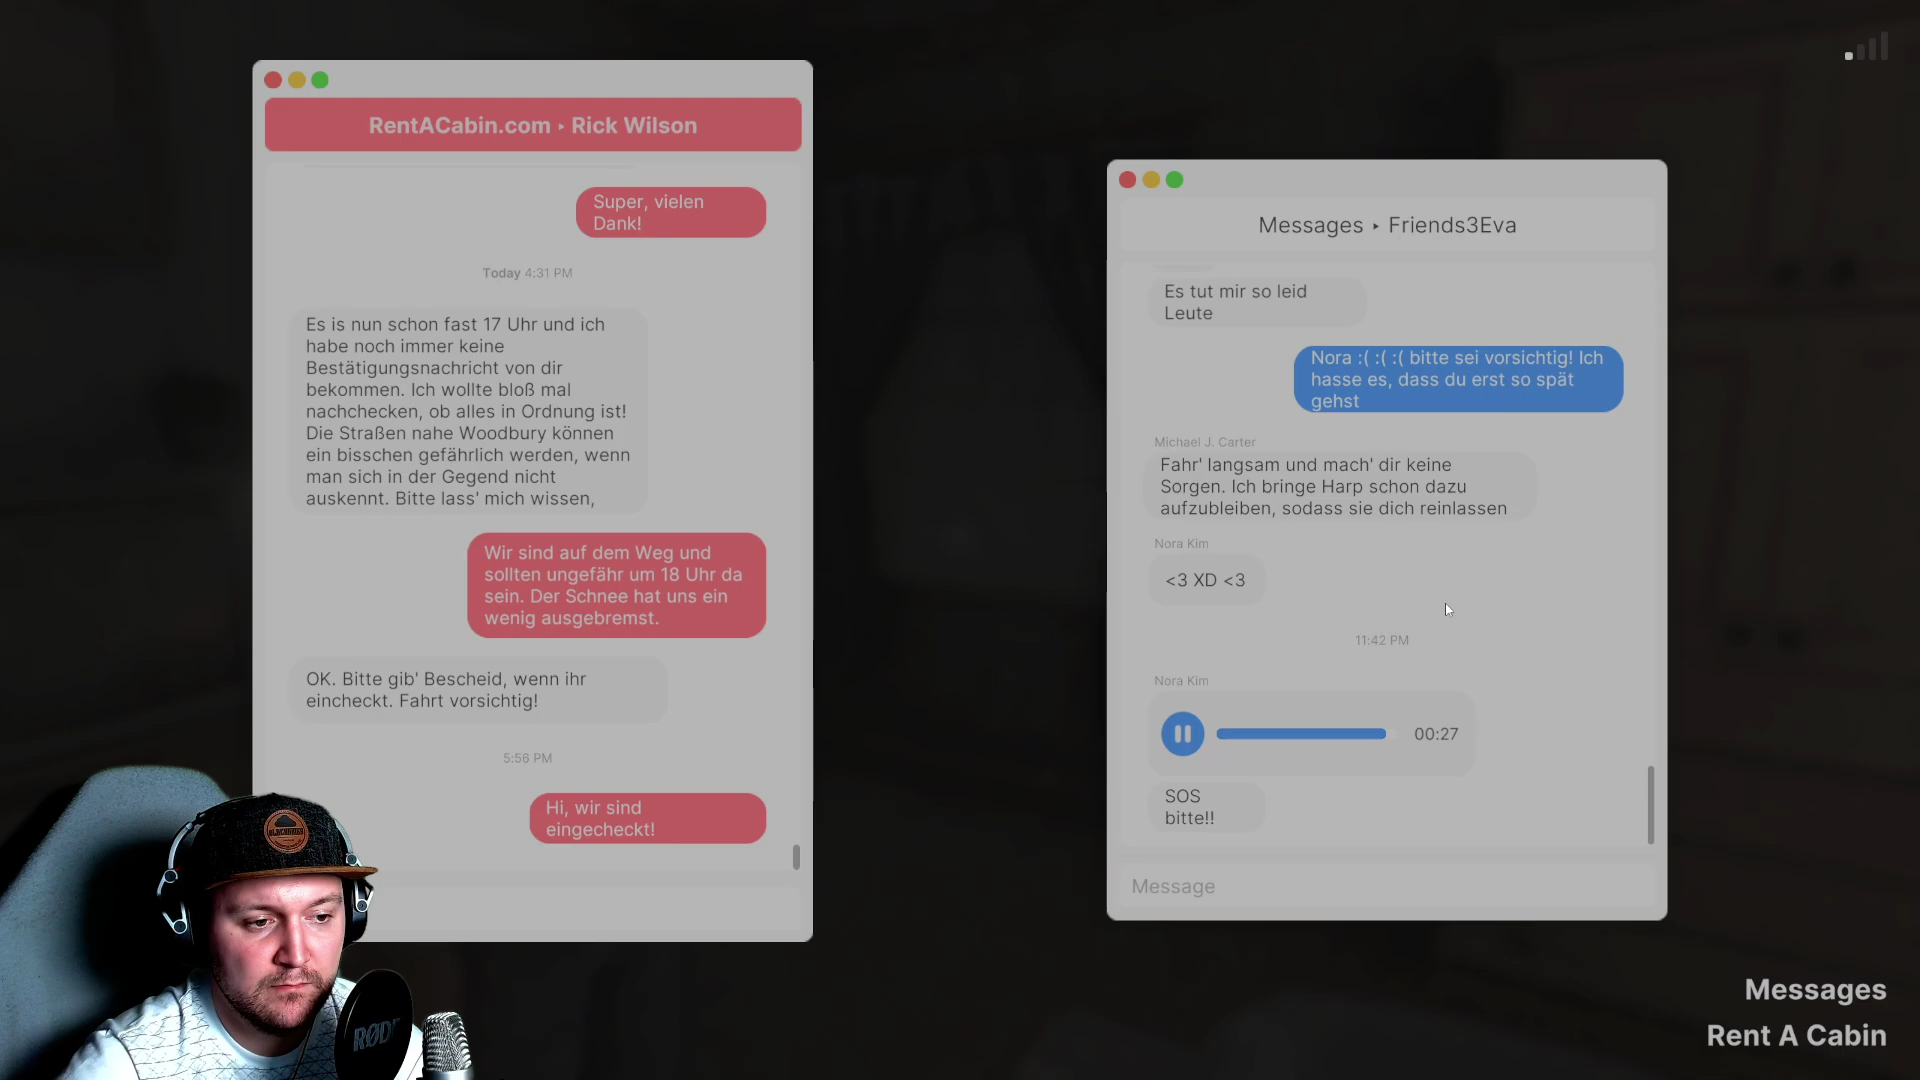 RentACabin.com ‣ Rick Wilson
Super, vielen
Dank!
Today 4:31 PM
Es is nun schon fast 17 Uhr und ich
habe noch immer keine
Bestätigungsnachricht von dir
bekommen. Ich wollte bloß mal
nachchecken, ob alles in Ordnung ist!
Die Straßen nahe Woodbury können
ein bisschen gefährlich werden, wenn
man sich in der Gegend nicht
auskennt. Bitte lass' mich wissen,
Wir sind auf dem Weg und
sollten ungefähr um 18 Uhr da
sein. Der Schnee hat uns ein
wenig ausgebremst.
OK. Bitte gib' Bescheid, wenn ihr
eincheckt. Fahrt vorsichtig!
5:56 PM
Hi, wir sind
eingecheckt!
Messages ‣ Friends3Eva
Es tut mir so leid
Leute
Nora :( :( :( bitte sei vorsichtig! Ich
hasse es, dass du erst so spät
gehst
Michael J. Carter
Fahr' langsam und mach' dir keine
Sorgen. Ich bringe Harp schon dazu
aufzubleiben, sodass sie dich reinlassen
Nora Kim
<3 XD <3
11:42 PM
Nora Kim
00:27
SOS
bitte!!
Message
RØDE
Messages
Rent A Cabin